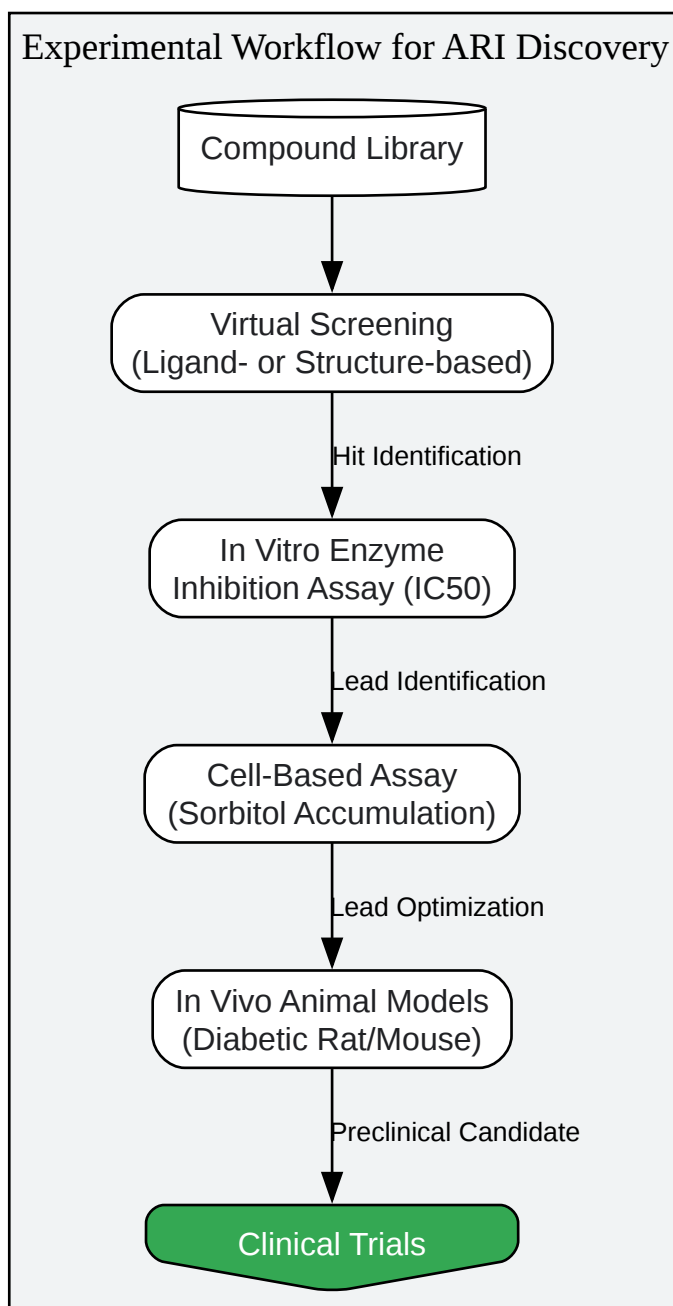 Experimental Workflow for ARI Discovery
Compound Library
Virtual Screening
(Ligand- or Structure-based)
Hit Identification
In Vitro Enzyme
Inhibition Assay (IC50)
Lead Identification
Cell-Based Assay
(Sorbitol Accumulation)
Lead Optimization
In Vivo Animal Models
(Diabetic Rat/Mouse)
Preclinical Candidate
Clinical Trials